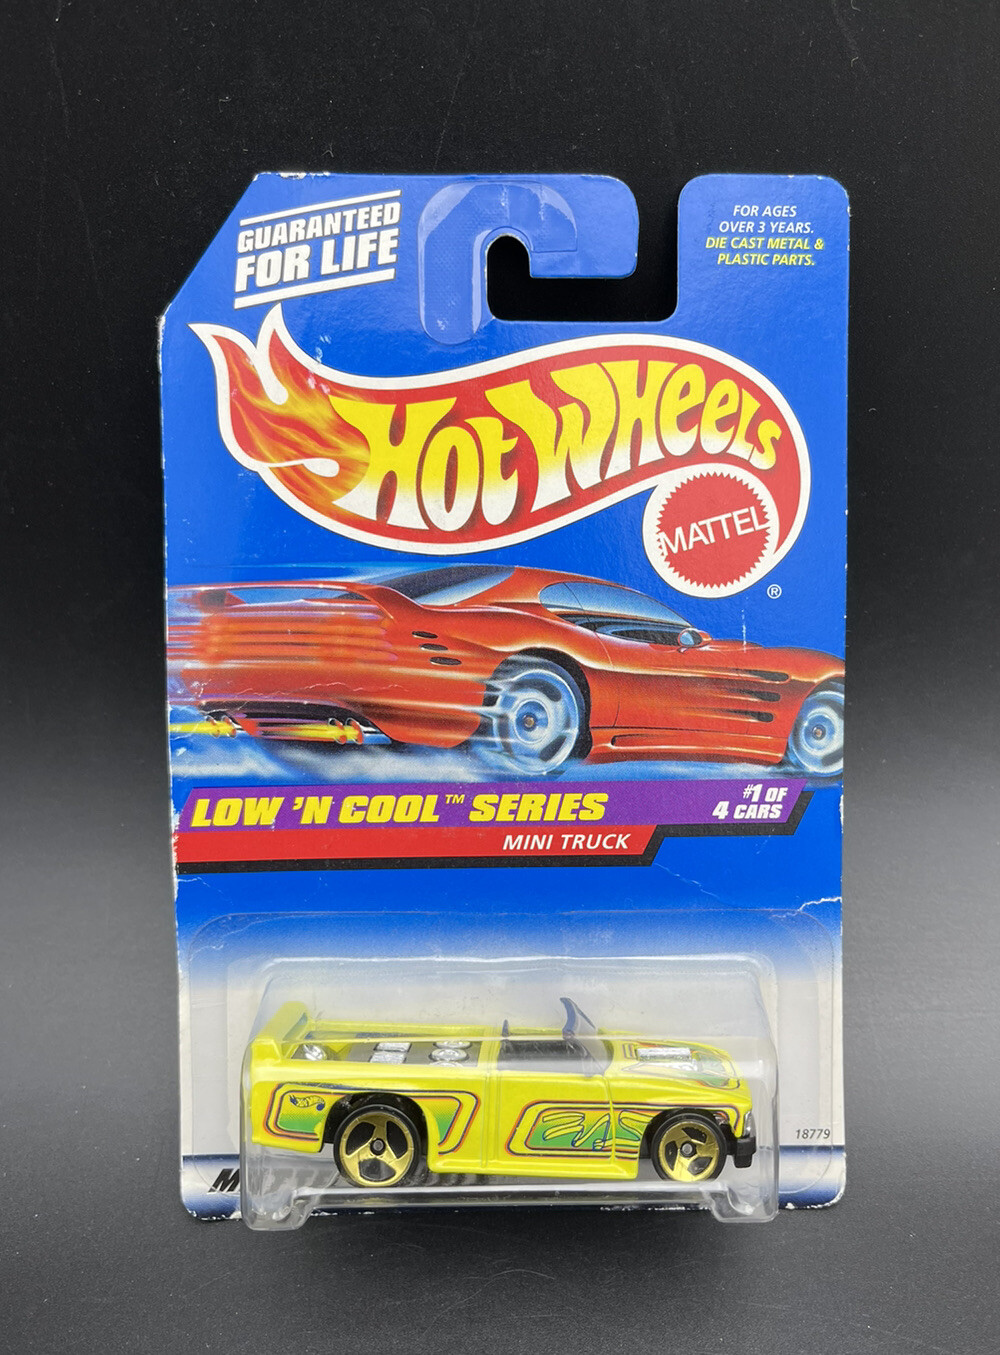 GUARANTEED
FOR LIFE
FOR AGES
OVER 3 YEARS.
DIE CAST METAL &
PLASTIC PARTS.
HOT WHEELS
MATTEL
®
LOW 'N COOL™ SERIES
#1 OF
4 CARS
MINI TRUCK
18779